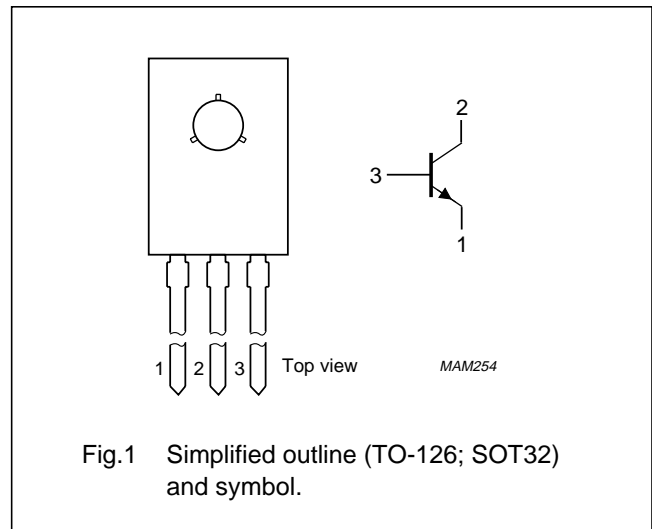 2
3
1
1 2 3 Top view MAM254
Fig.1 Simplified outline (TO-126; SOT32)
and symbol.